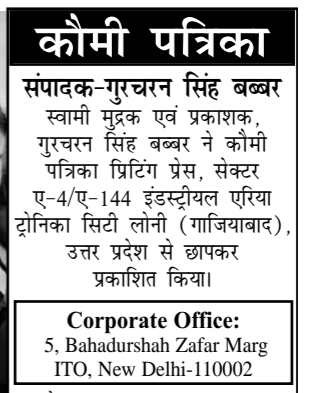 कौमी पत्रिका
संपादक-गुरचरन सिंह बब्बर
स्वामी मुद्रक एवं प्रकाशक,
गुरचरन सिंह बब्बर ने कौमी
पत्रिका प्रिटिंग प्रेस, सेक्टर
ए-4/ए-144 इंडस्ट्रीयल एरिया
ट्रोनिका सिटी लोनी (गाजियाबाद),
उत्तर प्रदेश से छापकर
प्रकाशित किया।
Corporate Office:
5, Bahadurshah Zafar Marg
ITO, New Delhi-110002